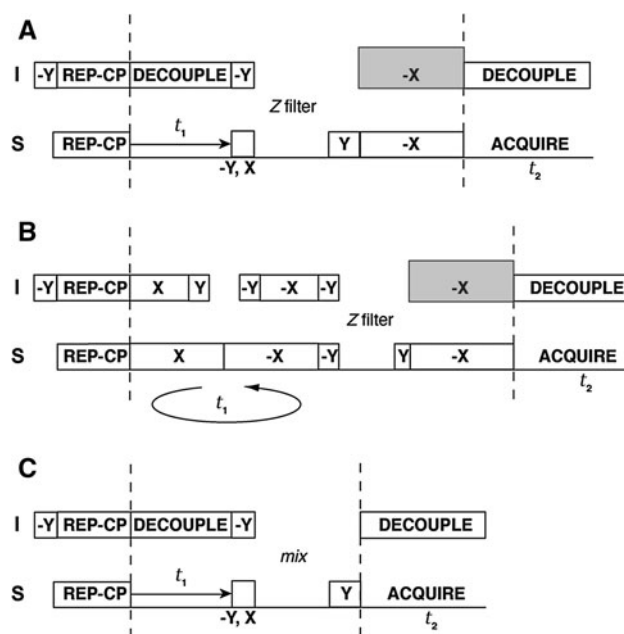 A
I -Y REP-CP DECOUPLE -Y -X DECOUPLE
Z filter
S REP-CP t1 Y -X ACQUIRE
-Y, X t2
B
I -Y REP-CP X Y -Y -X -Y -X DECOUPLE
Z filter
S REP-CP X -X -Y Y -X ACQUIRE
t1 t2
C
I -Y REP-CP DECOUPLE -Y DECOUPLE
mix
S REP-CP t1 Y ACQUIRE
-Y, X t2